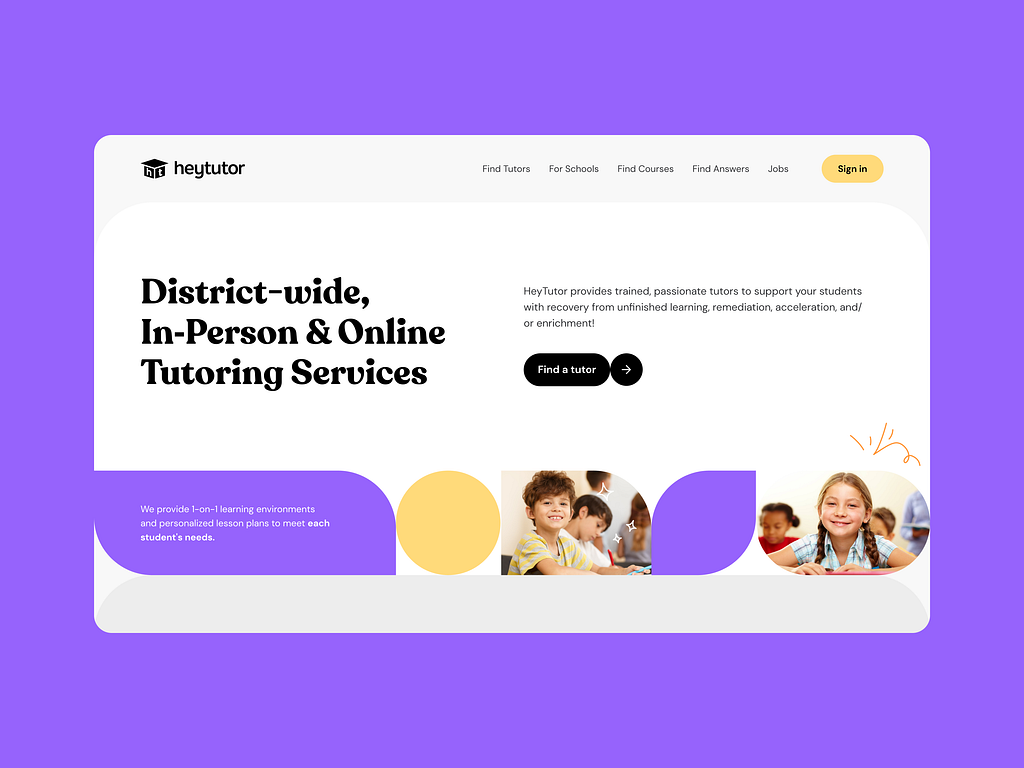 heytutor
Find Tutors
For Schools
Find Courses
Find Answers
Jobs
Sign in
District-wide,
In-Person & Online
Tutoring Services
HeyTutor provides trained, passionate tutors to support your students
with recovery from unfinished learning, remediation, acceleration, and/
or enrichment!
Find a tutor
We provide 1-on-1 learning environments
and personalized lesson plans to meet each
student's needs.